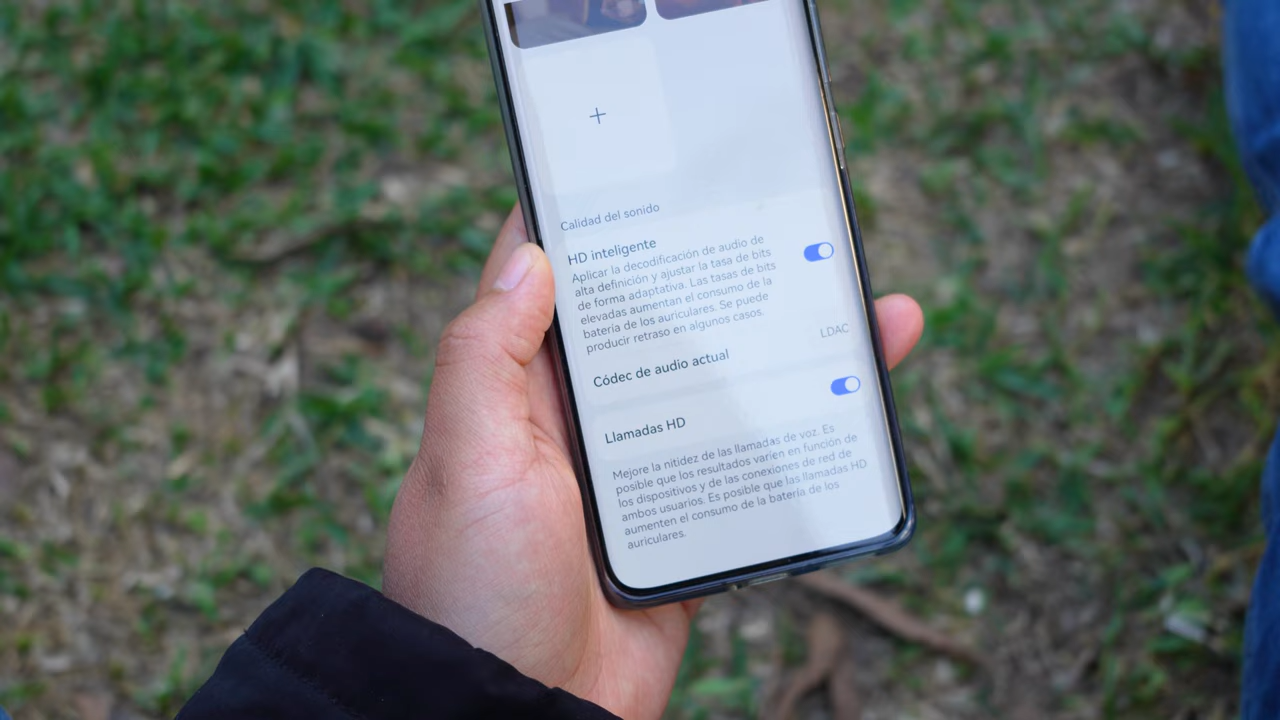 Calidad del sonido
HD inteligente
Aplicar la decodificación de audio de
alta definición y ajustar la tasa de bits
de forma adaptativa. Las tasas de bits
elevadas aumentan el consumo de la
batería de los auriculares. Se puede
producir retraso en algunos casos.
Códec de audio actual LDAC
Llamadas HD
Mejore la nitidez de las llamadas de voz. Es
posible que los resultados varíen en función de
los dispositivos y de las conexiones de red de
ambos usuarios. Es posible que las llamadas HD
aumenten el consumo de la batería de los
auriculares.